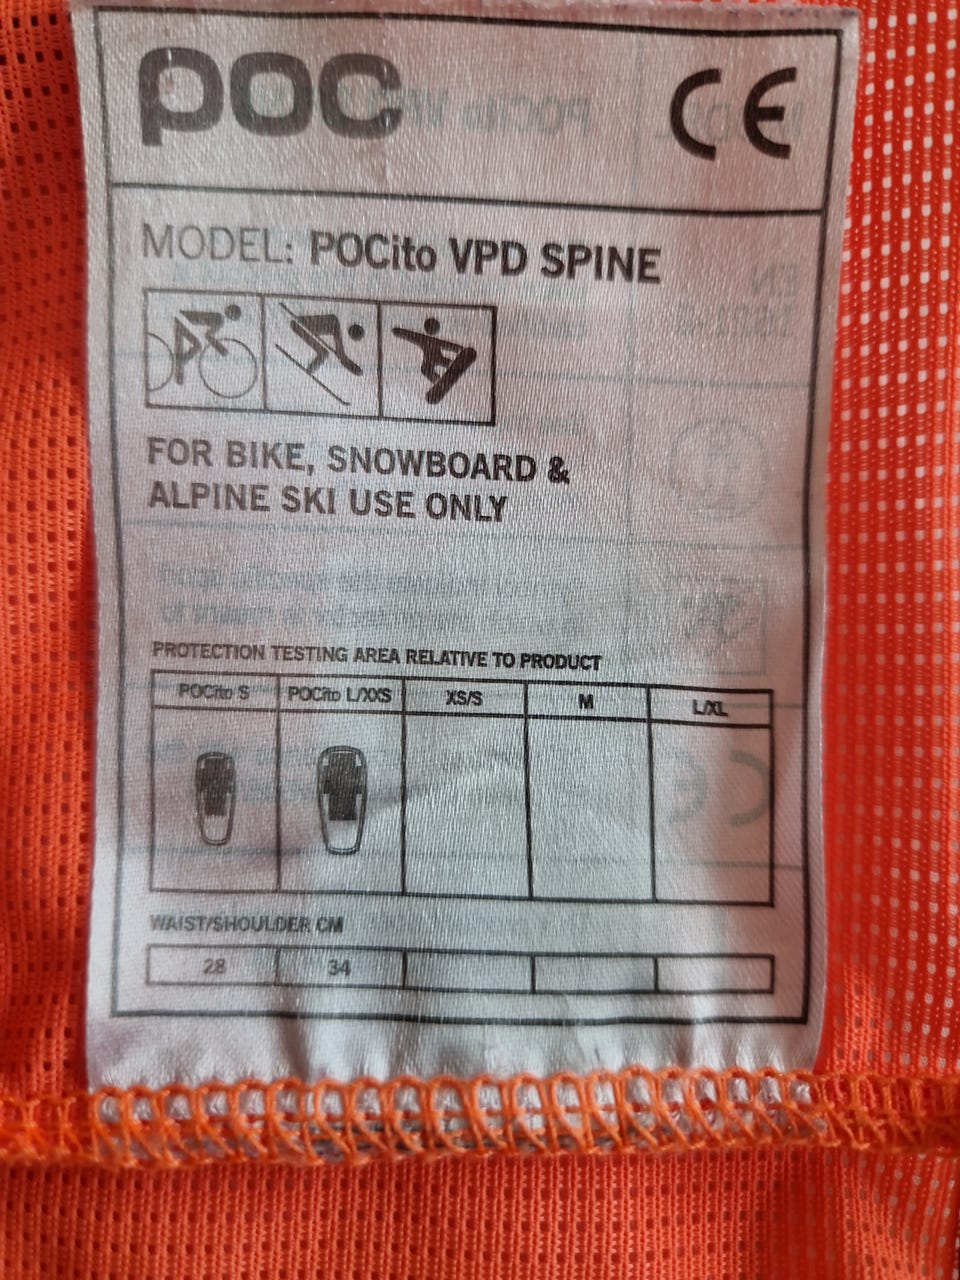 POC CE
MODEL: POCito VPD SPINE
FOR BIKE, SNOWBOARD &
ALPINE SKI USE ONLY
PROTECTION TESTING AREA RELATIVE TO PRODUCT
POCito S POCito L/XXS XS/S M L/XL
WAIST/SHOULDER CM
28 34